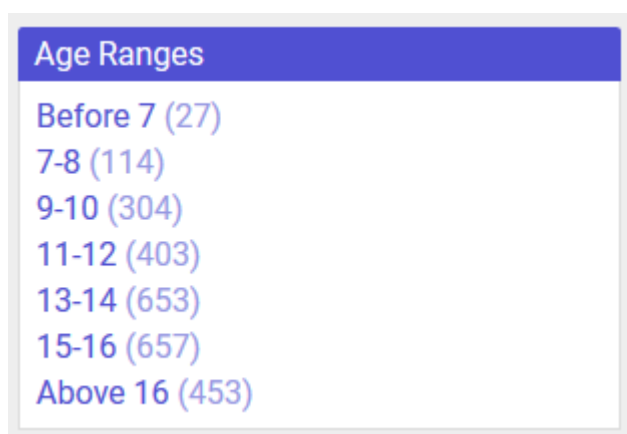 Age Ranges
Before 7 (27)
7-8 (114)
9-10 (304)
11-12 (403)
13-14 (653)
15-16 (657)
Above 16 (453)